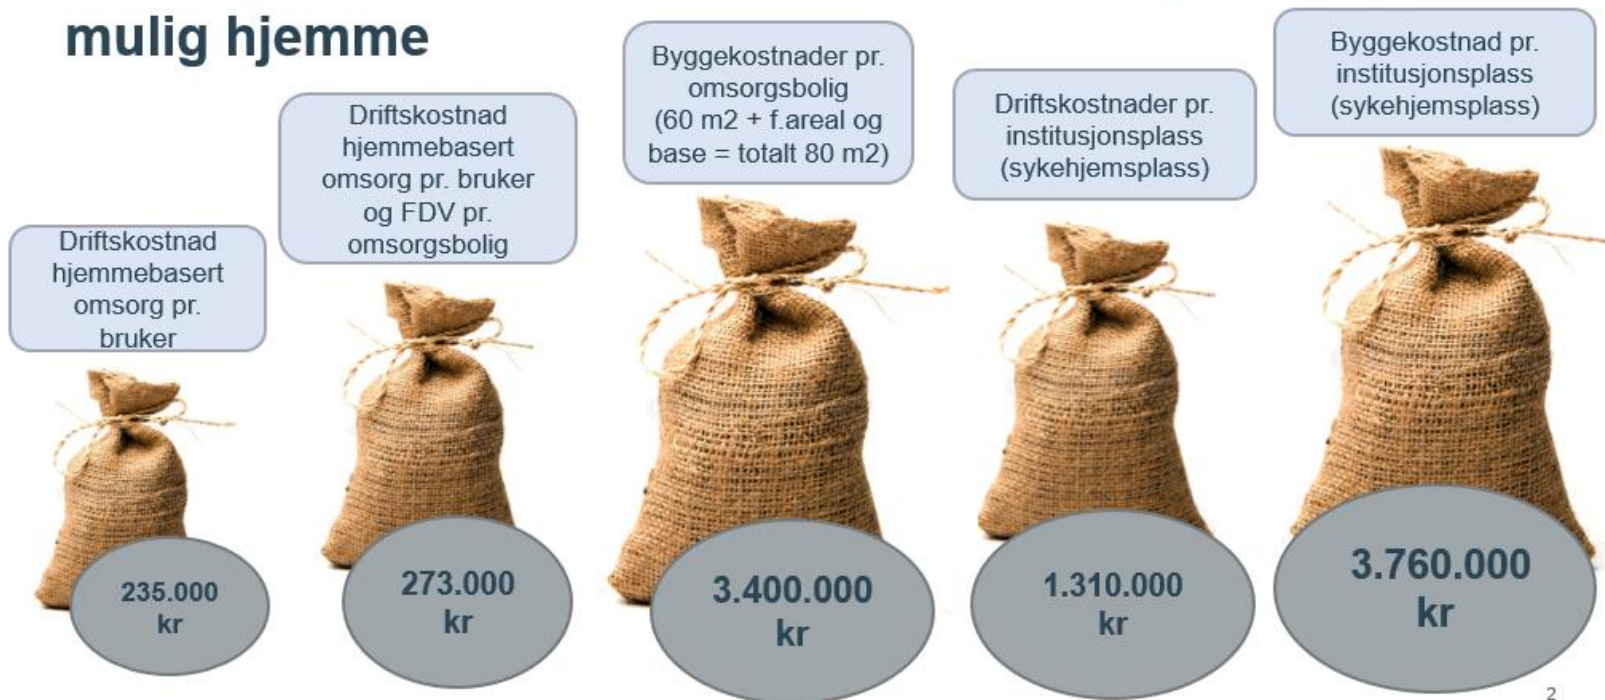 mulig hjemme
Driftskostnad
hjemmebasert
omsorg pr.
bruker
235.000
kr
Driftskostnad
hjemmebasert
omsorg pr. bruker
og FDV pr.
omsorgsbolig
273.000
kr
Byggekostnader pr.
omsorgsbolig
(60 m2 + f.areal og
base = totalt 80 m2)
3.400.000
kr
Driftskostnader pr.
institusjonsplass
(sykehjemsplass)
1.310.000
kr
Byggekostnad pr.
institusjonsplass
(sykehjemsplass)
3.760.000
kr
2